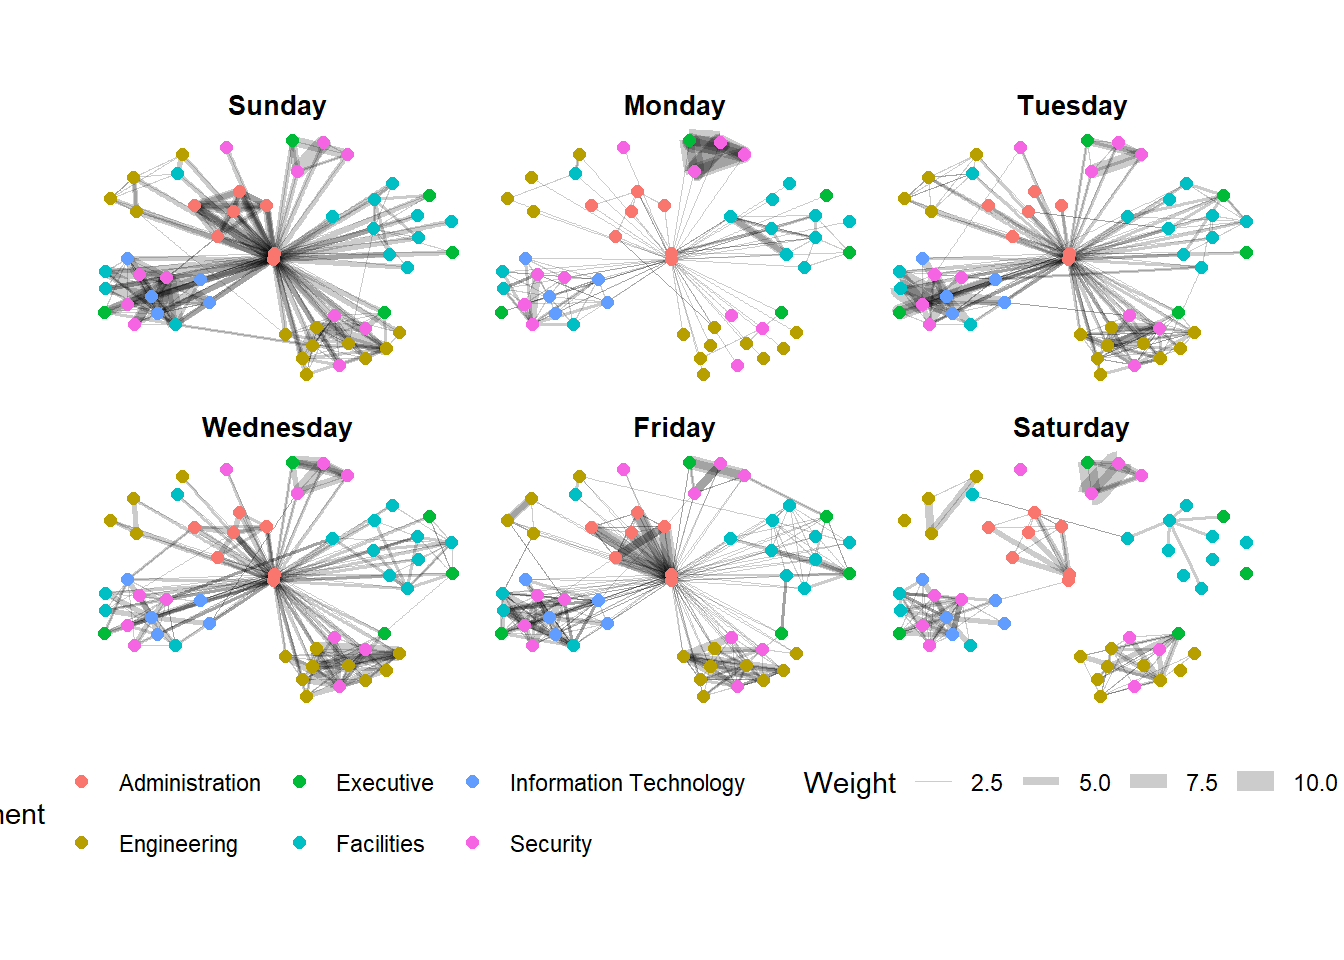 Sunday
Monday
Tuesday
Wednesday
Friday
Saturday
Administration
Executive
Information Technology
Weight
2.5
5.0
7.5
10.0
Engineering
Facilities
Security